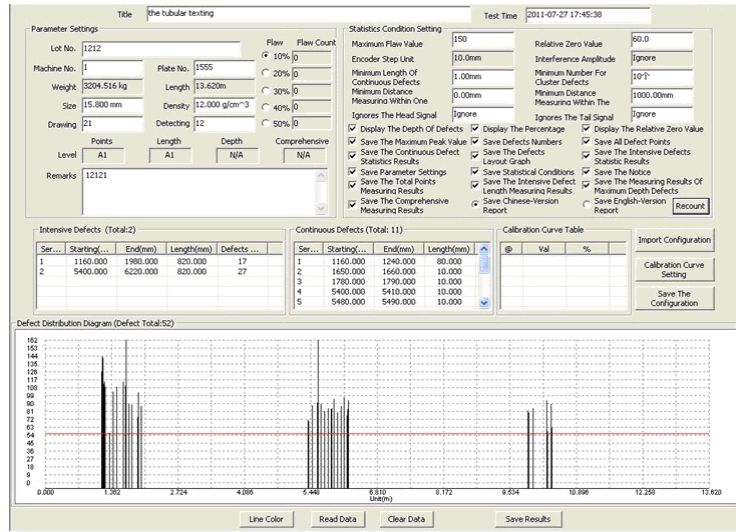 Title the tubular texting Test Time 2011-07-27 17:45:38
Parameter Settings
Lot No. 1212
Machine No. 1 Plate No. 1555
Weight 3204.516 kg Length 13.620m
Size 15.800 mm Density 12.000 g/cm^3
Drawing 21 Detecting 12
Flaw Flaw Count
10% 0
20% 0
30% 0
40% 0
50% 0
Points Length Depth Comprehensive
Level A1 A1 N/A N/A
Remarks 12121
Statistics Condition Setting
Maximum Flaw Value 150 Relative Zero Value 60.0
Encoder Step Unit 10.0mm Interference Amplitude Ignore
Minimum Length Of Continuous Defects 1.00mm Minimum Number For Cluster Defects
Minimum Distance Measuring Within One 0.00mm Minimum Distance Measuring Within The 1000.00mm
Ignores The Head Signal Ignore Ignores The Tail Signal Ignore
Display The Depth Of Defects Display The Percentage Display The Relative Zero Value
Save The Maximum Peak Value Save Defects Numbers Save All Defect Points
Save The Continuous Defect Statistics Results Save The Defects Layout Graph Save The Intensive Defects Statistic Results
Save Parameter Settings Save Statistical Conditions Save The Notice
Save The Total Points Measuring Results Save The Intensive Defect Length Measuring Results Save The Measuring Results Of Maximum Depth Defects
Save The Comprehensive Measuring Results Save Chinese-Version Report Save English-Version Report Recount
Intensive Defects (Total:2)
Ser... Starting(... End(mm) Length(mm) Defects ...
1 1160.000 1980.000 820.000 17
2 5400.000 6220.000 820.000 27
Continuous Defects (Total: 11)
Ser... Starting(... End(mm) Length(mm)
1 1160.000 1240.000 80.000
2 1650.000 1660.000 10.000
3 1780.000 1790.000 10.000
4 5400.000 5410.000 10.000
5 5480.000 5490.000 10.000
Calibration Curve Table
@ Val %
Import Configuration
Calibration Curve Setting
Save The Configuration
Defect Distribution Diagram (Defect Total:52)
162
153
144
135
126
117
108
99
90
81
72
63
54
45
36
27
18
9
0
0.000 1.362 2.724 4.086 5.448 6.810 8.172 9.534 10.896 12.258 13.620
Unit(m)
Line Color Read Data Clear Data Save Results